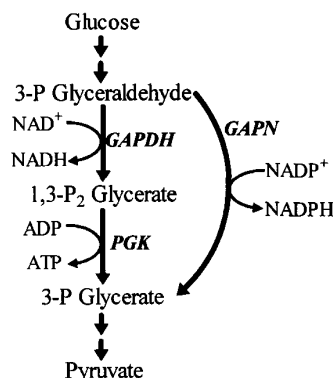 Glucose
3-P Glyceraldehyde
NAD⁺
GAPDH
GAPN
NADH
NADP⁺
1,3-P₂ Glycerate
NADPH
ADP
PGK
ATP
3-P Glycerate
Pyruvate